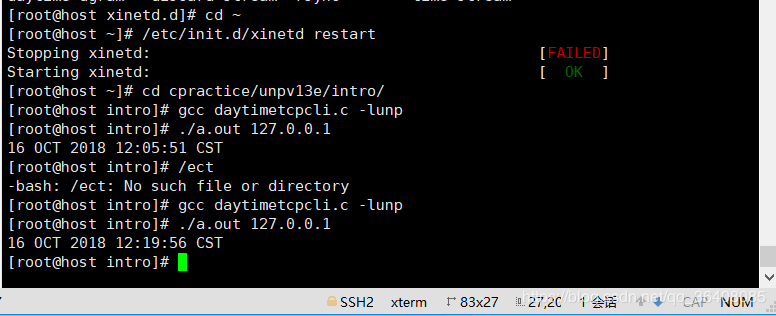 [root@host xinetd.d]# cd ~
[root@host ~]# /etc/init.d/xinetd restart
Stopping xinetd: [FAILED]
Starting xinetd: [ OK ]
[root@host ~]# cd cpractice/unpv13e/intro/
[root@host intro]# gcc daytimetcpcli.c -lunp
[root@host intro]# ./a.out 127.0.0.1
16 OCT 2018 12:05:51 CST
[root@host intro]# /ect
-bash: /ect: No such file or directory
[root@host intro]# gcc daytimetcpcli.c -lunp
[root@host intro]# ./a.out 127.0.0.1
16 OCT 2018 12:19:56 CST
[root@host intro]#
SSH2 xterm 83x27 27,20 1 会话 CAP NUM